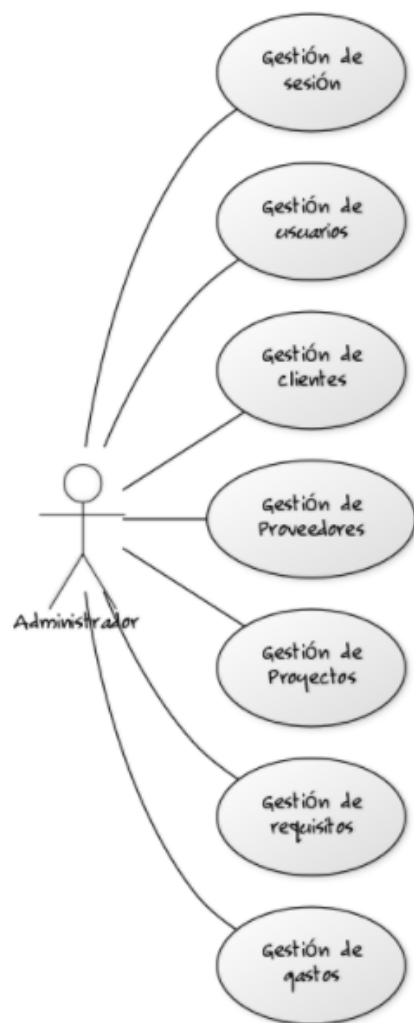 Gestión de
sesión
Gestión de
usuarios
Gestión de
clientes
Gestión de
Proveedores
Administrador
Gestión de
Proyectos
Gestión de
requisitos
Gestión de
gastos